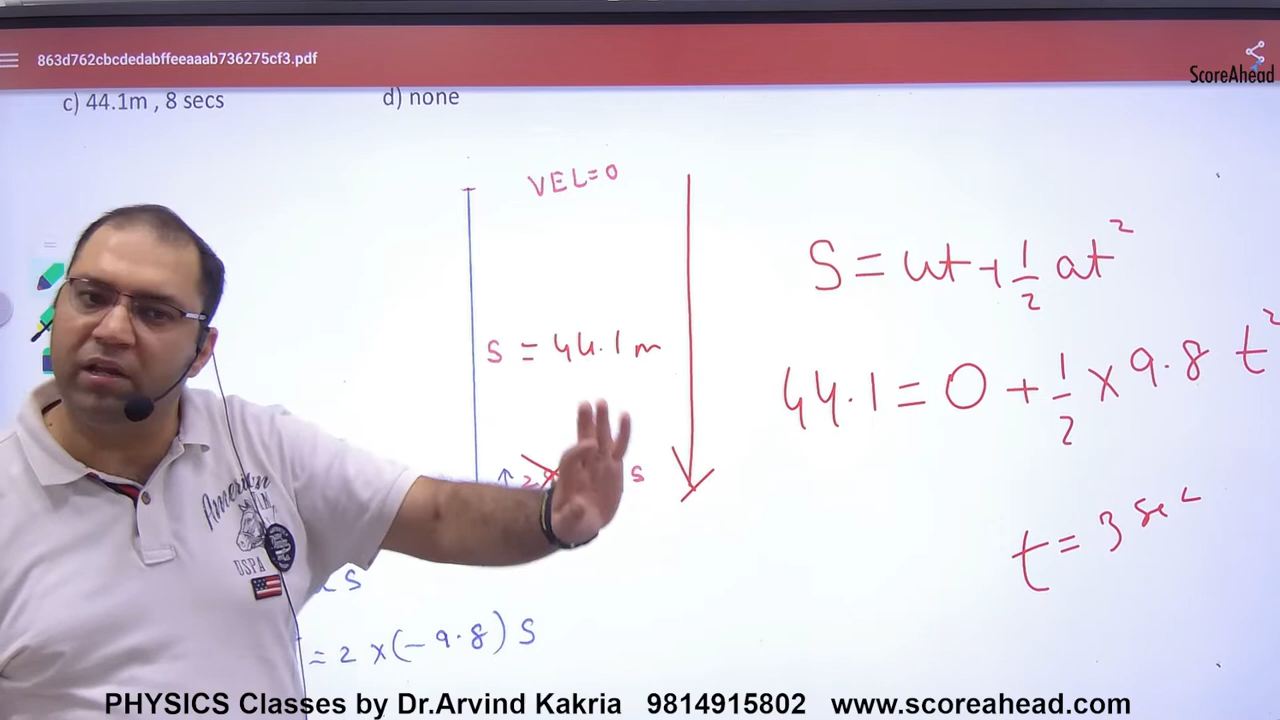 863d762cbcdedabffeeaaab736275cf3.pdf
ScoreAhead
c) 44.1m , 8 secs
d) none
VEL=0
S = ut + 1/2 at²
S = 44.1 m
44.1 = 0 + 1/2 × 9.8 t²
s
t = 3 sec
American
USPA
s
= 2 ×(-9.8) S
PHYSICS Classes by Dr.Arvind Kakria 9814915802 www.scoreahead.com